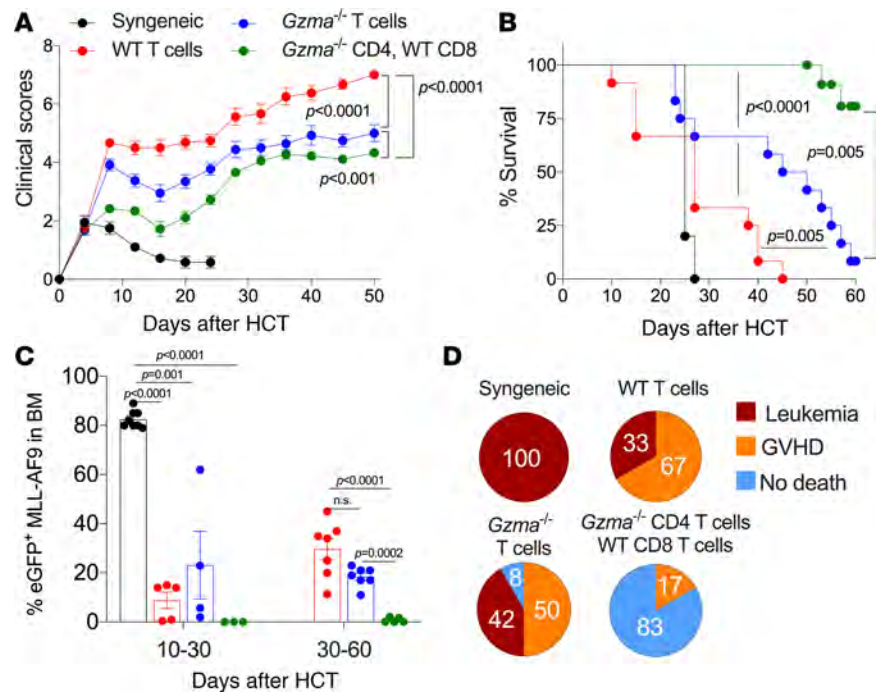 A
Syngeneic
WT T cells
Gzma-/- T cells
Gzma-/- CD4, WT CD8
Clinical scores
8
6
4
2
0
p<0.0001
p<0.0001
p<0.001
0 10 20 30 40 50
Days after HCT
B
% Survival
100
75
50
25
0
p<0.0001
p=0.005
p=0.005
0 10 20 30 40 50 60
Days after HCT
C
% eGFP+ MLL-AF9 in BM
100
80
60
40
20
0
p<0.0001
p=0.001
p<0.0001
p<0.0001
n.s.
p=0.0002
10-30 30-60
Days after HCT
D
Syngeneic
100
WT T cells
33
67
Leukemia
GVHD
No death
Gzma-/-
T cells
8
42
50
Gzma-/- CD4 T cells
WT CD8 T cells
17
83